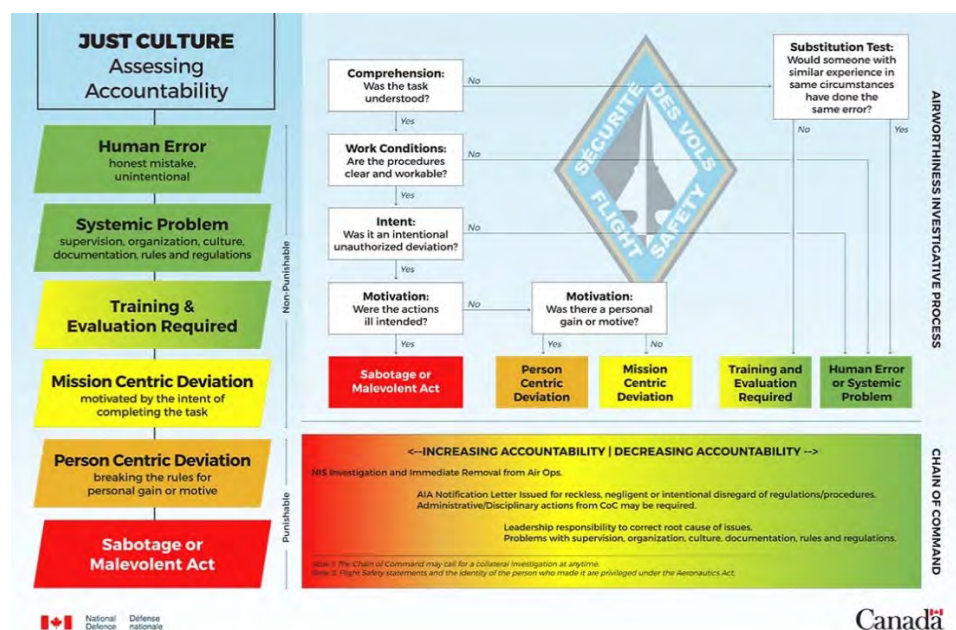 JUST CULTURE
Assessing
Accountability
Human Error
honest mistake,
unintentional
Systemic Problem
supervision, organization, culture,
documentation, rules and regulations
Training &
Evaluation Required
Mission Centric Deviation
motivated by the intent of
completing the task
Person Centric Deviation
breaking the rules for
personal gain or motive
Sabotage or
Malevolent Act
Non-Punishable
Punishable
Comprehension:
Was the task
understood?
No
Yes
Substitution Test:
Would someone with
similar experience in
same circumstances
have done the
same error?
No
Yes
Work Conditions:
Are the procedures
clear and workable?
No
Yes
Intent:
Was it an intentional
unauthorized deviation?
No
Yes
Motivation:
Were the actions
ill intended?
No
Yes
Motivation:
Was there a personal
gain or motive?
Yes
No
SÉCURITÉ
DES VOLS
FLIGHT
SAFETY
Sabotage or
Malevolent Act
Person
Centric
Deviation
Mission
Centric
Deviation
Training and
Evaluation
Required
Human Error
or Systemic
Problem
AIRWORTHINESS INVESTIGATIVE PROCESS
<--INCREASING ACCOUNTABILITY | DECREASING ACCOUNTABILITY -->
NIS Investigation and Immediate Removal from Air Ops.
AIA Notification Letter Issued for reckless, negligent or intentional disregard of regulations/procedures.
Administrative/Disciplinary actions from CoC may be required.
Leadership responsibility to correct root cause of issues.
Problems with supervision, organization, culture, documentation, rules and regulations.
Note 1: The Chain of Command may call for a collateral investigation at anytime.
Note 2: Flight Safety statements and the identity of the person who made it are privileged under the Aeronautics Act.
CHAIN OF COMMAND
National Défense
Defence nationale
Canada